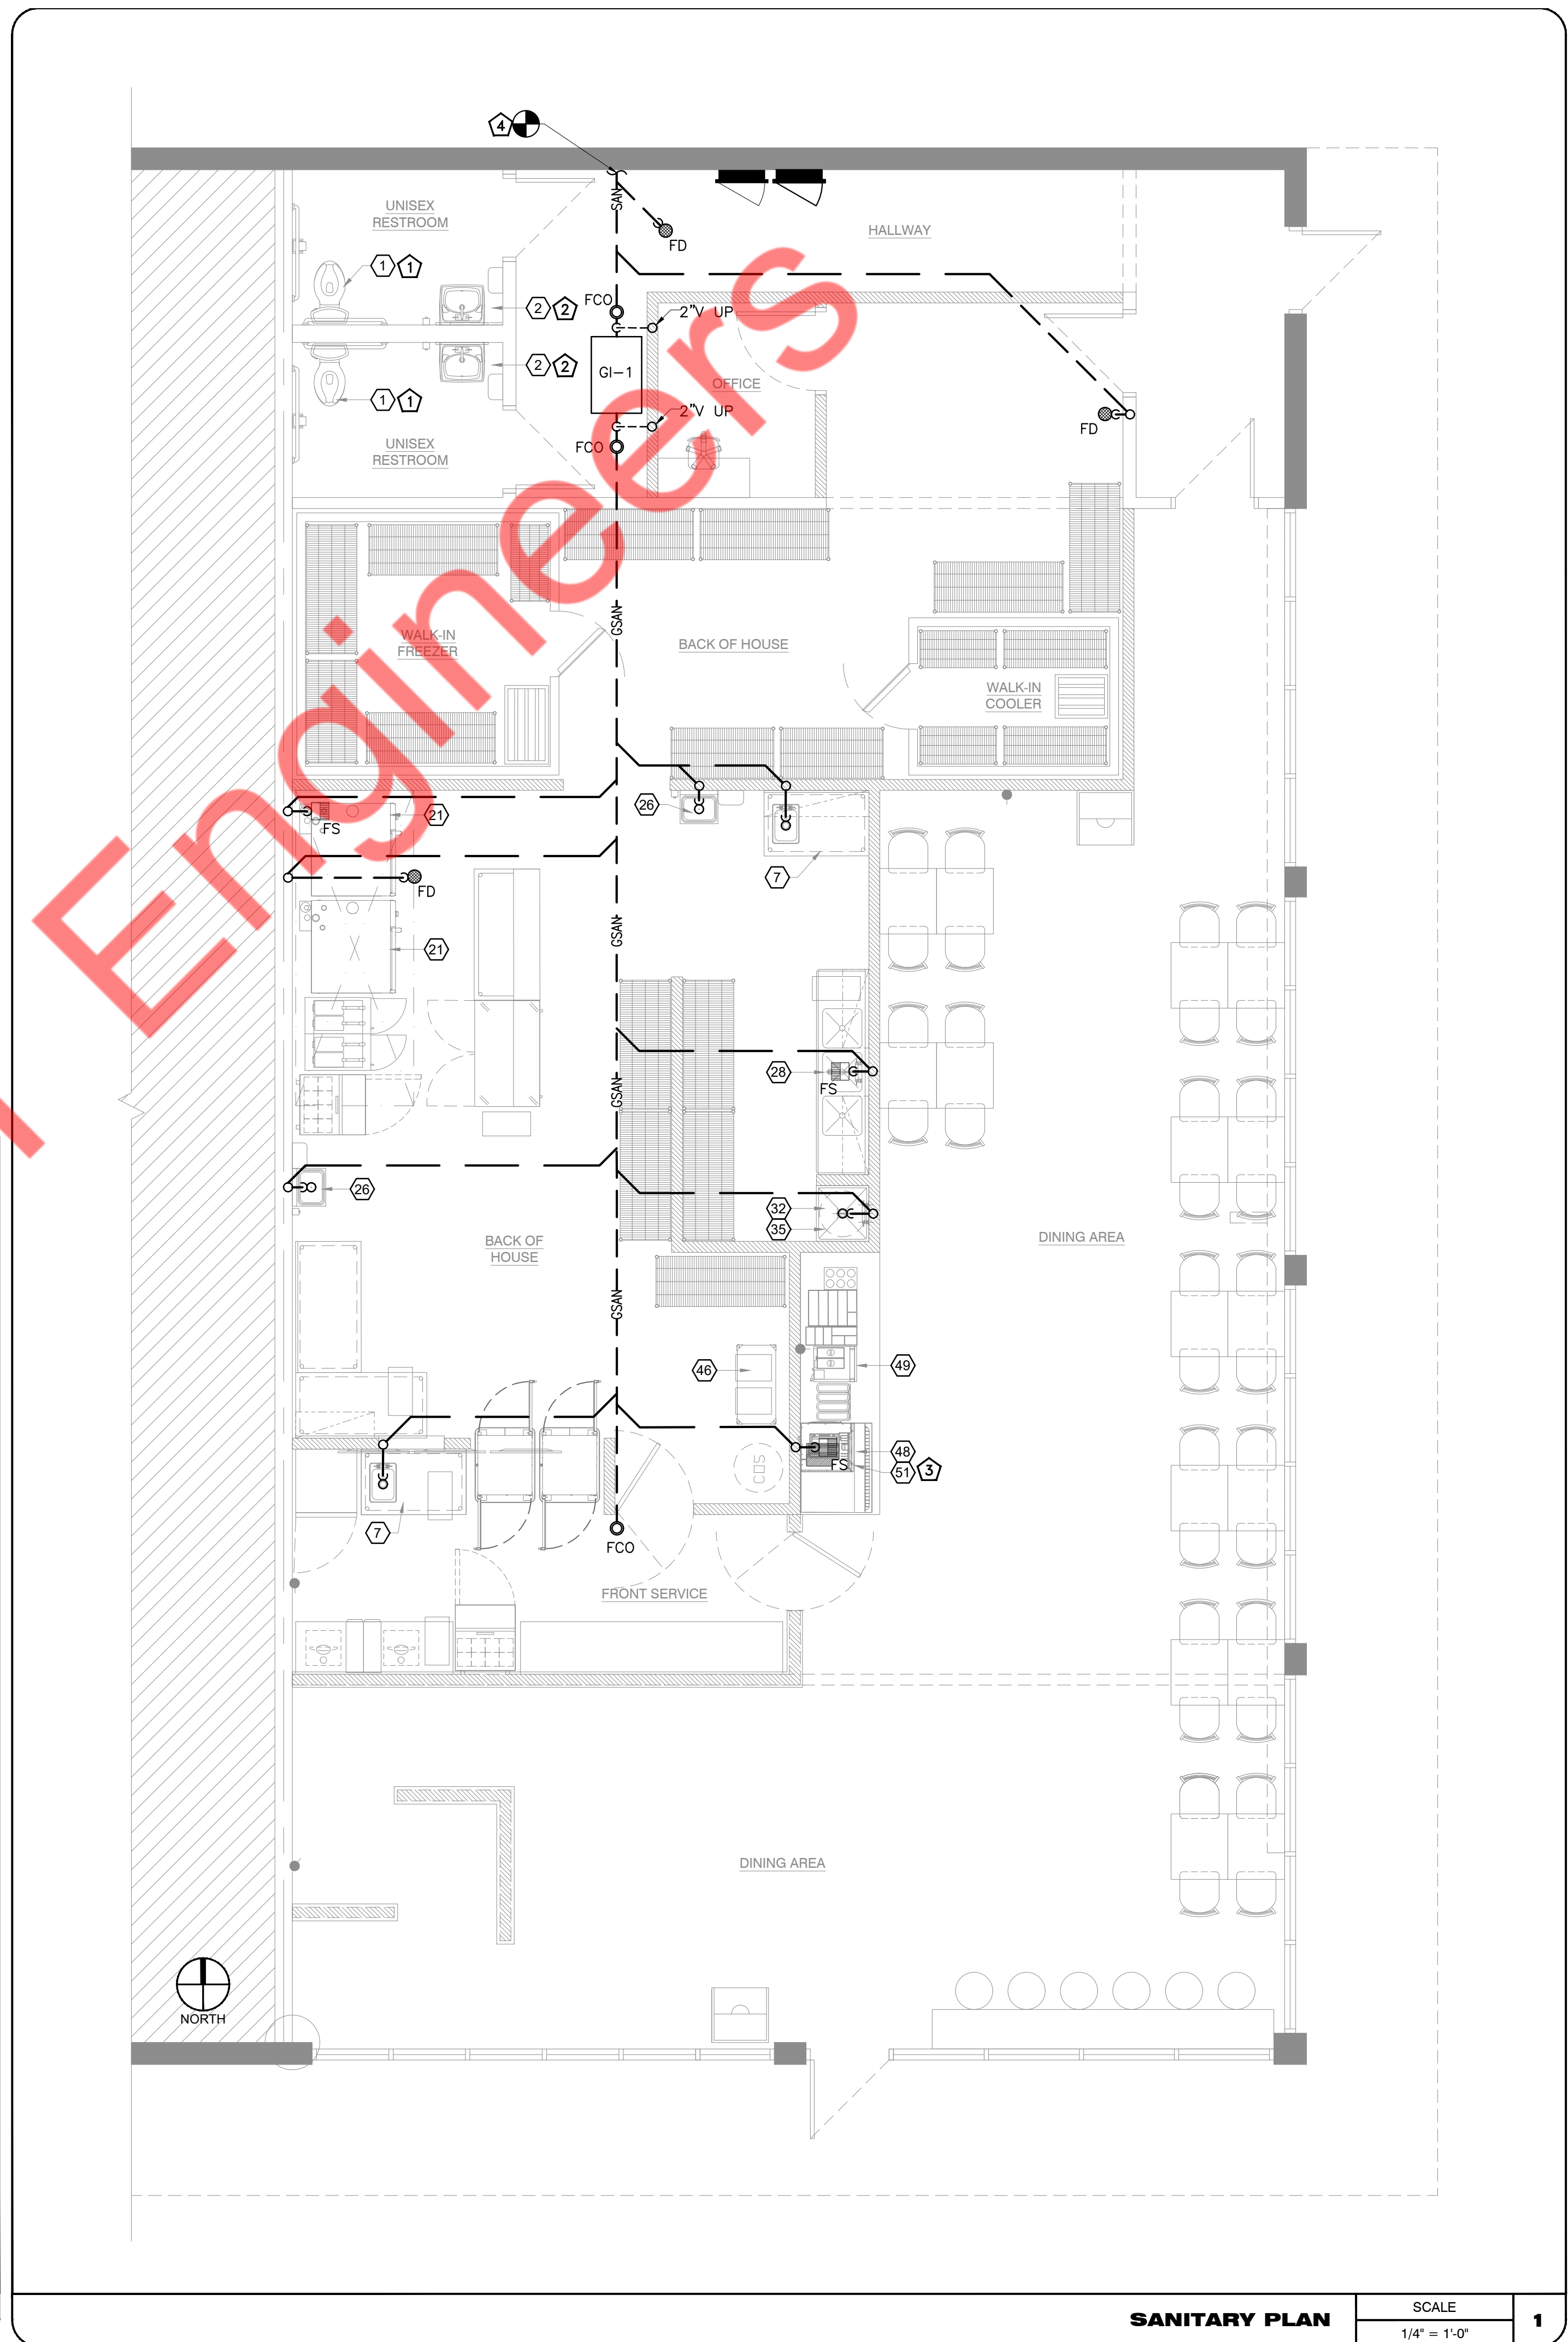 4
SAN
UNISEX
RESTROOM
HALLWAY
FD
1
1
FCO
2"V UP
2
2
GI-1
2
2
OFFICE
1
1
2"V UP
FD
FCO
UNISEX
RESTROOM
GSAN
WALK-IN
FREEZER
BACK OF HOUSE
WALK-IN
COOLER
26
21
FS
7
FD
GSAN
21
28
FS
GSAN
26
32
35
BACK OF
HOUSE
DINING AREA
GSAN
46
49
48
FS
51
3
COS
7
FCO
FRONT SERVICE
DINING AREA
NORTH
Engineers
SANITARY PLAN
SCALE
1/4" = 1'-0"
1